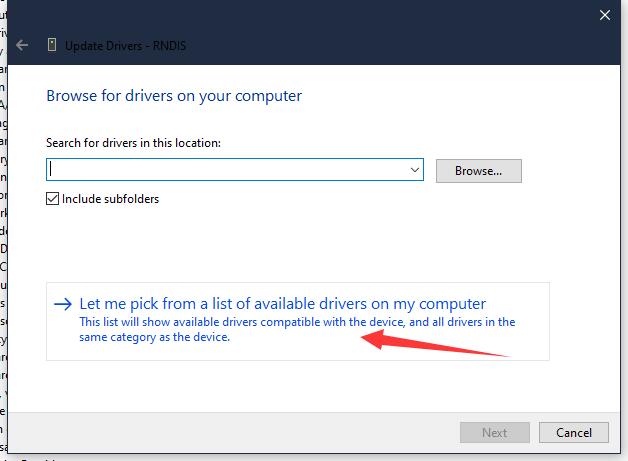 Update Drivers - RNDIS
Browse for drivers on your computer
Search for drivers in this location:
Browse...
Include subfolders
Let me pick from a list of available drivers on my computer
This list will show available drivers compatible with the device, and all drivers in the
same category as the device.
Next
Cancel